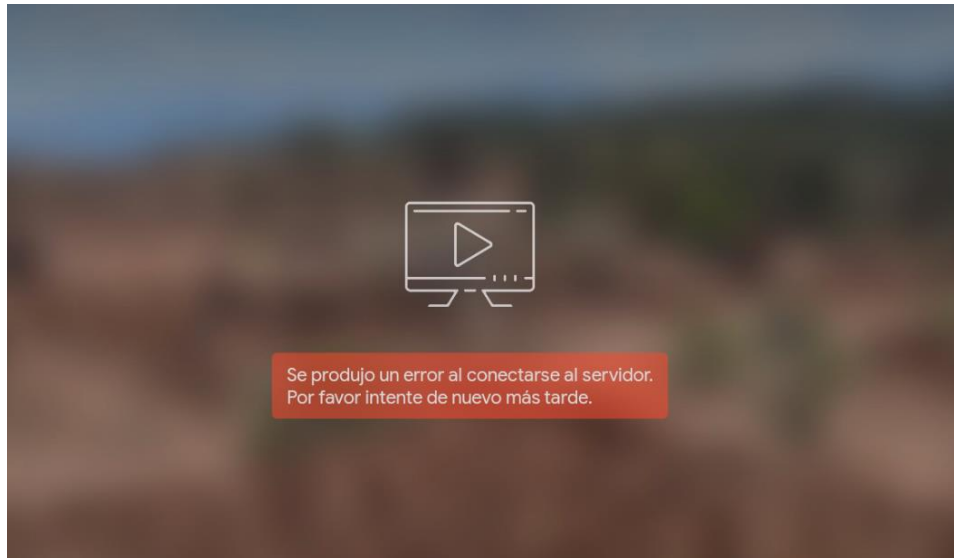 Se produjo un error al conectarse al servidor.
Por favor intente de nuevo más tarde.